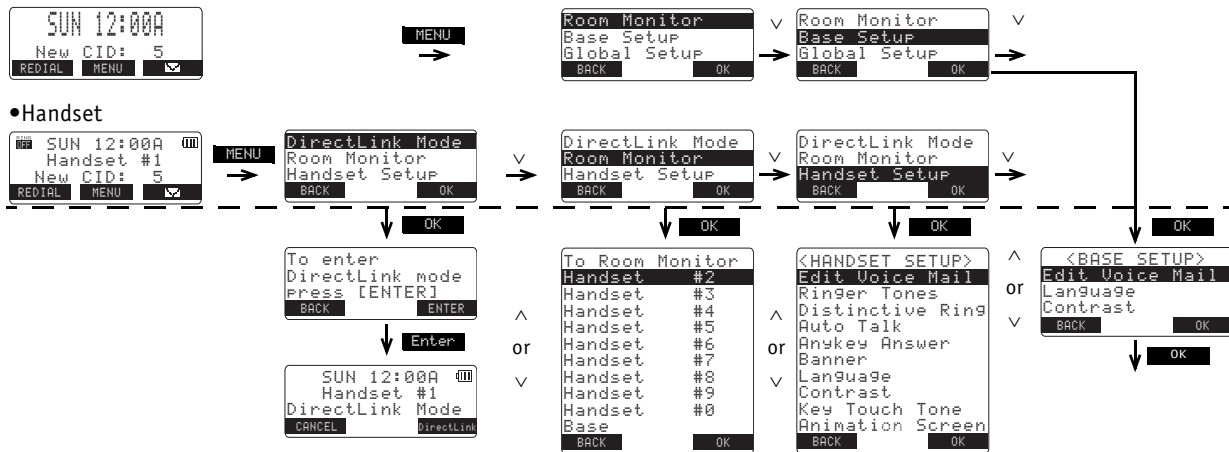 SUN 12:00A
New CID: 5
REDIAL MENU
MENU
Room Monitor
Base Setup
Global Setup
BACK OK
Room Monitor
Base Setup
Global Setup
BACK OK
•Handset
RING OFF SUN 12:00A
Handset #1
New CID: 5
REDIAL MENU
MENU
DirectLink Mode
Room Monitor
Handset Setup
BACK OK
DirectLink Mode
Room Monitor
Handset Setup
BACK OK
DirectLink Mode
Room Monitor
Handset Setup
BACK OK
OK
OK
OK
OK
To enter
DirectLink mode
press [ENTER]
BACK ENTER
Enter
SUN 12:00A
Handset #1
DirectLink Mode
CANCEL DirectLink
or
To Room Monitor
Handset #2
Handset #3
Handset #4
Handset #5
Handset #6
Handset #7
Handset #8
Handset #9
Handset #0
Base
BACK OK
or
<HANDSET SETUP>
Edit Voice Mail
Ringer Tones
Distinctive Ring
Auto Talk
Anykey Answer
Banner
Language
Contrast
Key Touch Tone
Animation Screen
BACK OK
or
<BASE SETUP>
Edit Voice Mail
Language
Contrast
BACK OK
OK